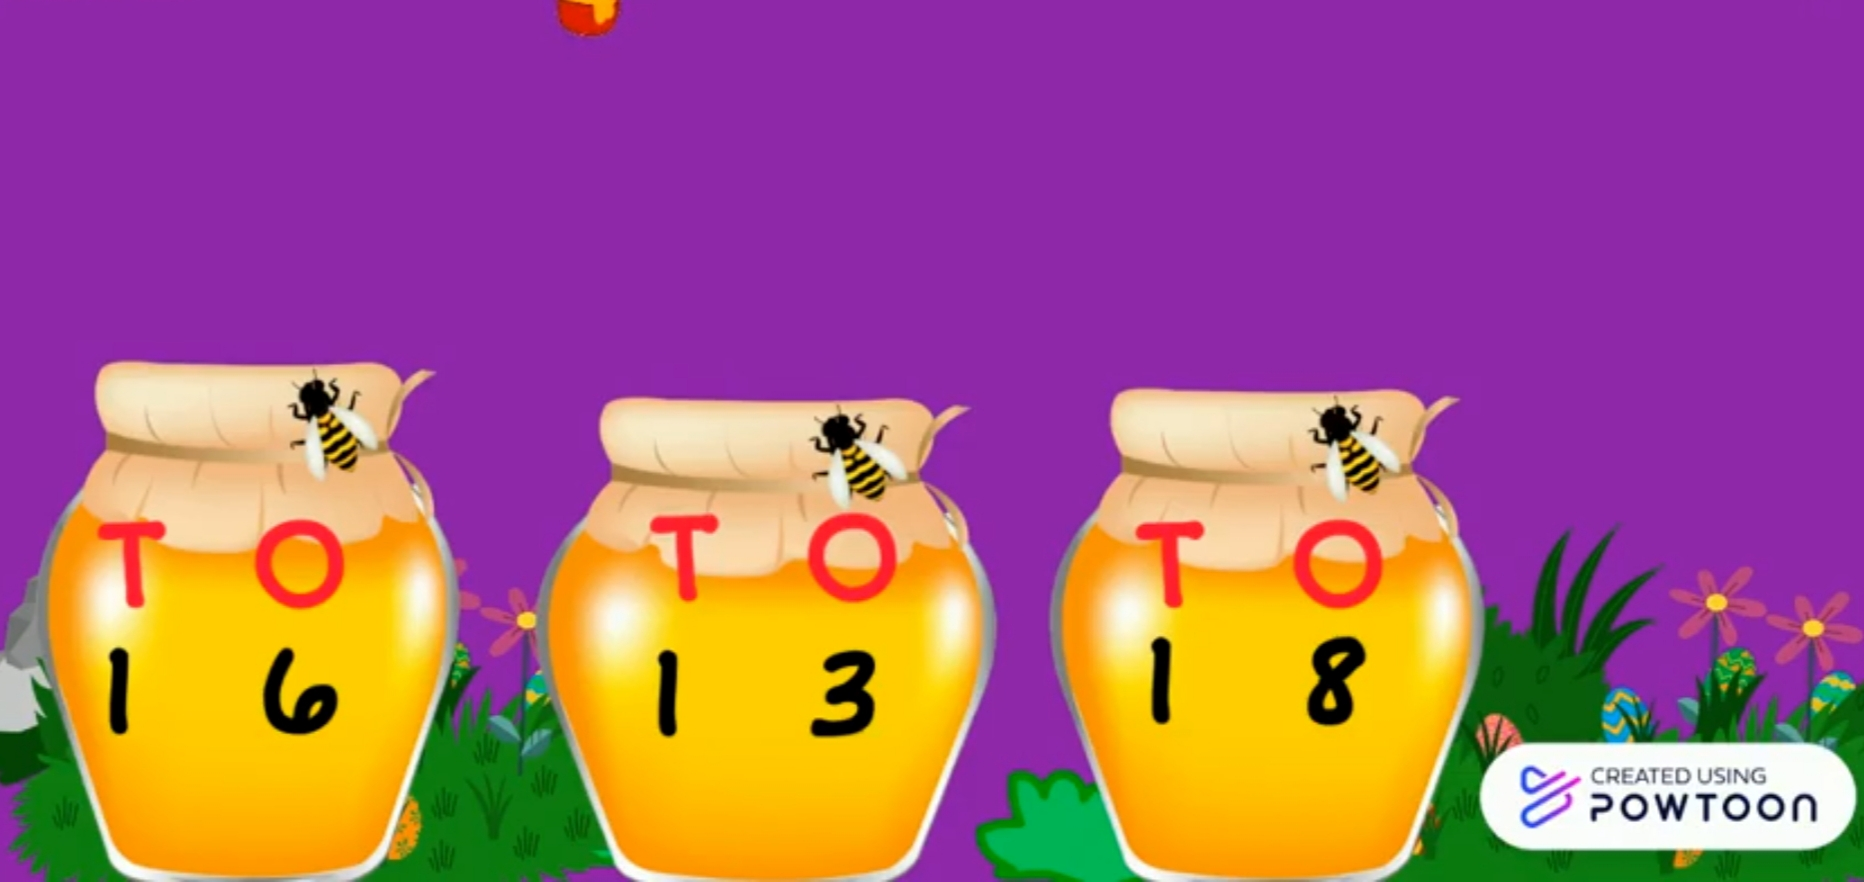 T O
1 6
T O
1 3
T O
1 8
CREATED USING
POWTOON